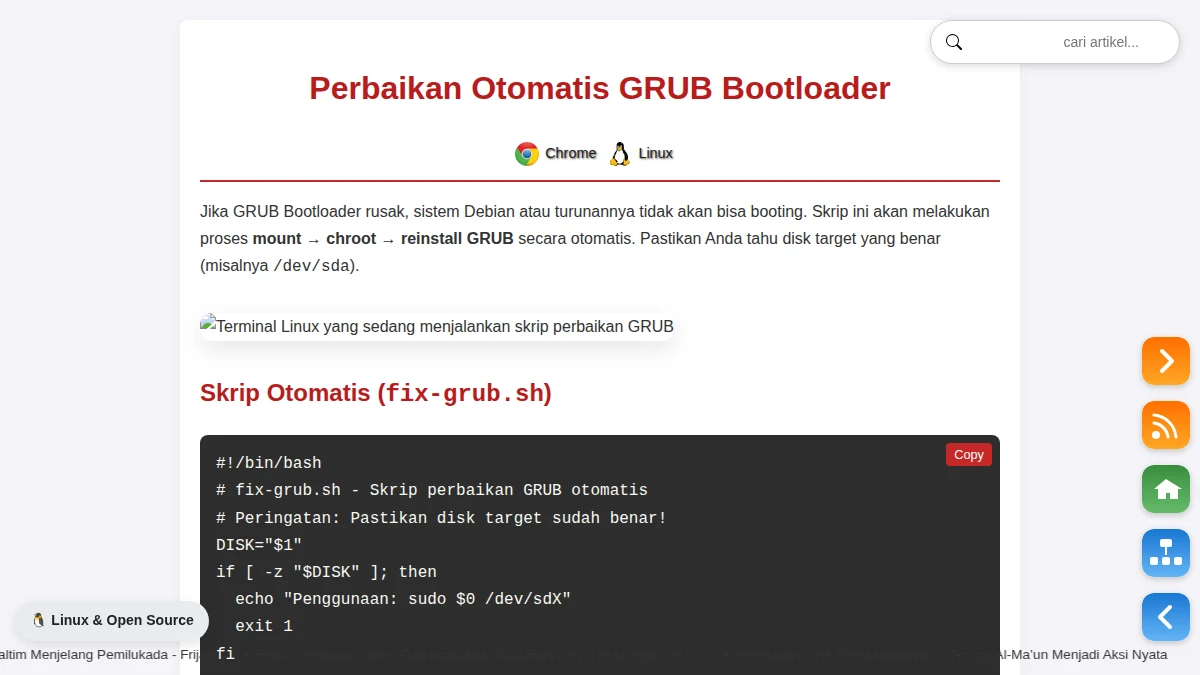 cari artikel...
Perbaikan Otomatis GRUB Bootloader
Chrome Linux
Jika GRUB Bootloader rusak, sistem Debian atau turunannya tidak akan bisa booting. Skrip ini akan melakukan
proses mount → chroot → reinstall GRUB secara otomatis. Pastikan Anda tahu disk target yang benar
(misalnya /dev/sda).
Terminal Linux yang sedang menjalankan skrip perbaikan GRUB
Skrip Otomatis (fix-grub.sh)
Copy
#!/bin/bash
# fix-grub.sh - Skrip perbaikan GRUB otomatis
# Peringatan: Pastikan disk target sudah benar!
DISK="$1"
if [ -z "$DISK" ]; then
  echo "Penggunaan: sudo $0 /dev/sdX"
  exit 1
fi
Linux & Open Source
altim Menjelang Pemilukada - Al-Ma'un Menjadi Aksi Nyata